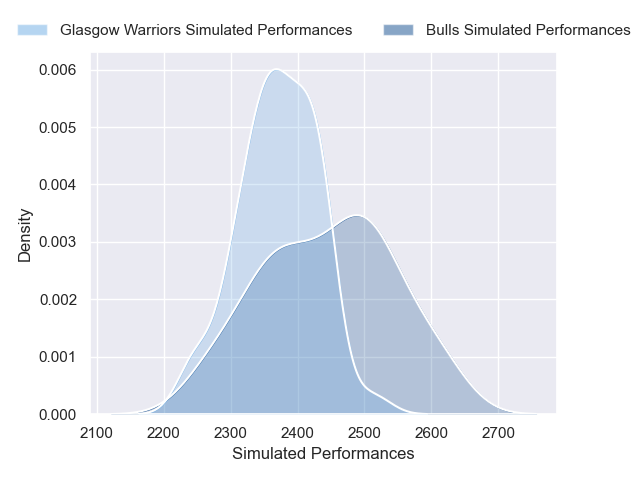 Glasgow Warriors Simulated Performances
Bulls Simulated Performances
0.006
0.005
0.004
0.003
0.002
0.001
0.000
Density
2100 2200 2300 2400 2500 2600 2700
Simulated Performances